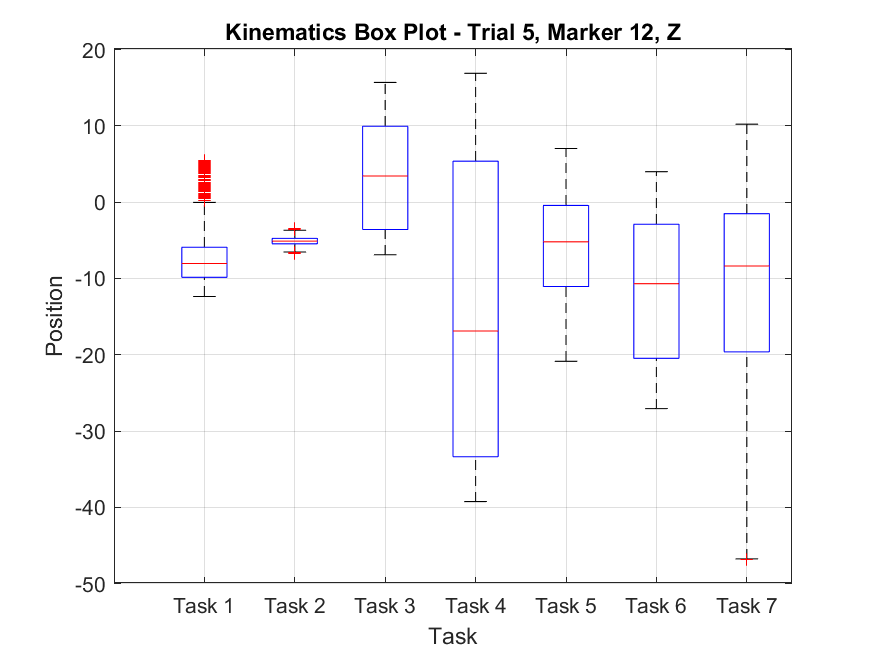 Kinematics Box Plot - Trial 5, Marker 12, Z
20
10
0
-10
-20
-30
-40
-50
Position
Task 1 Task 2 Task 3 Task 4 Task 5 Task 6 Task 7
Task